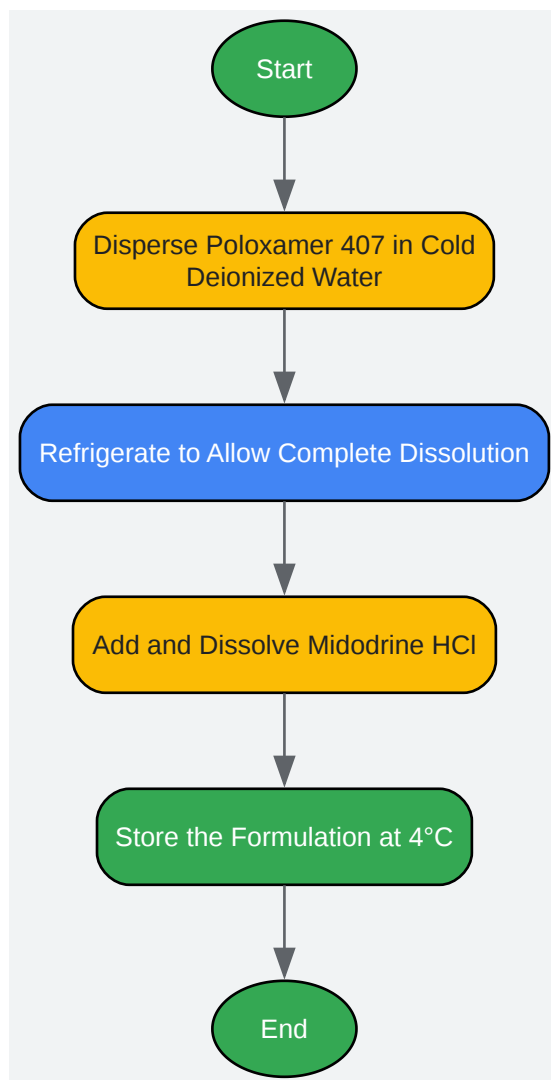 Start
Disperse Poloxamer 407 in Cold
Deionized Water
Refrigerate to Allow Complete Dissolution
Add and Dissolve Midodrine HCl
Store the Formulation at 4°C
End